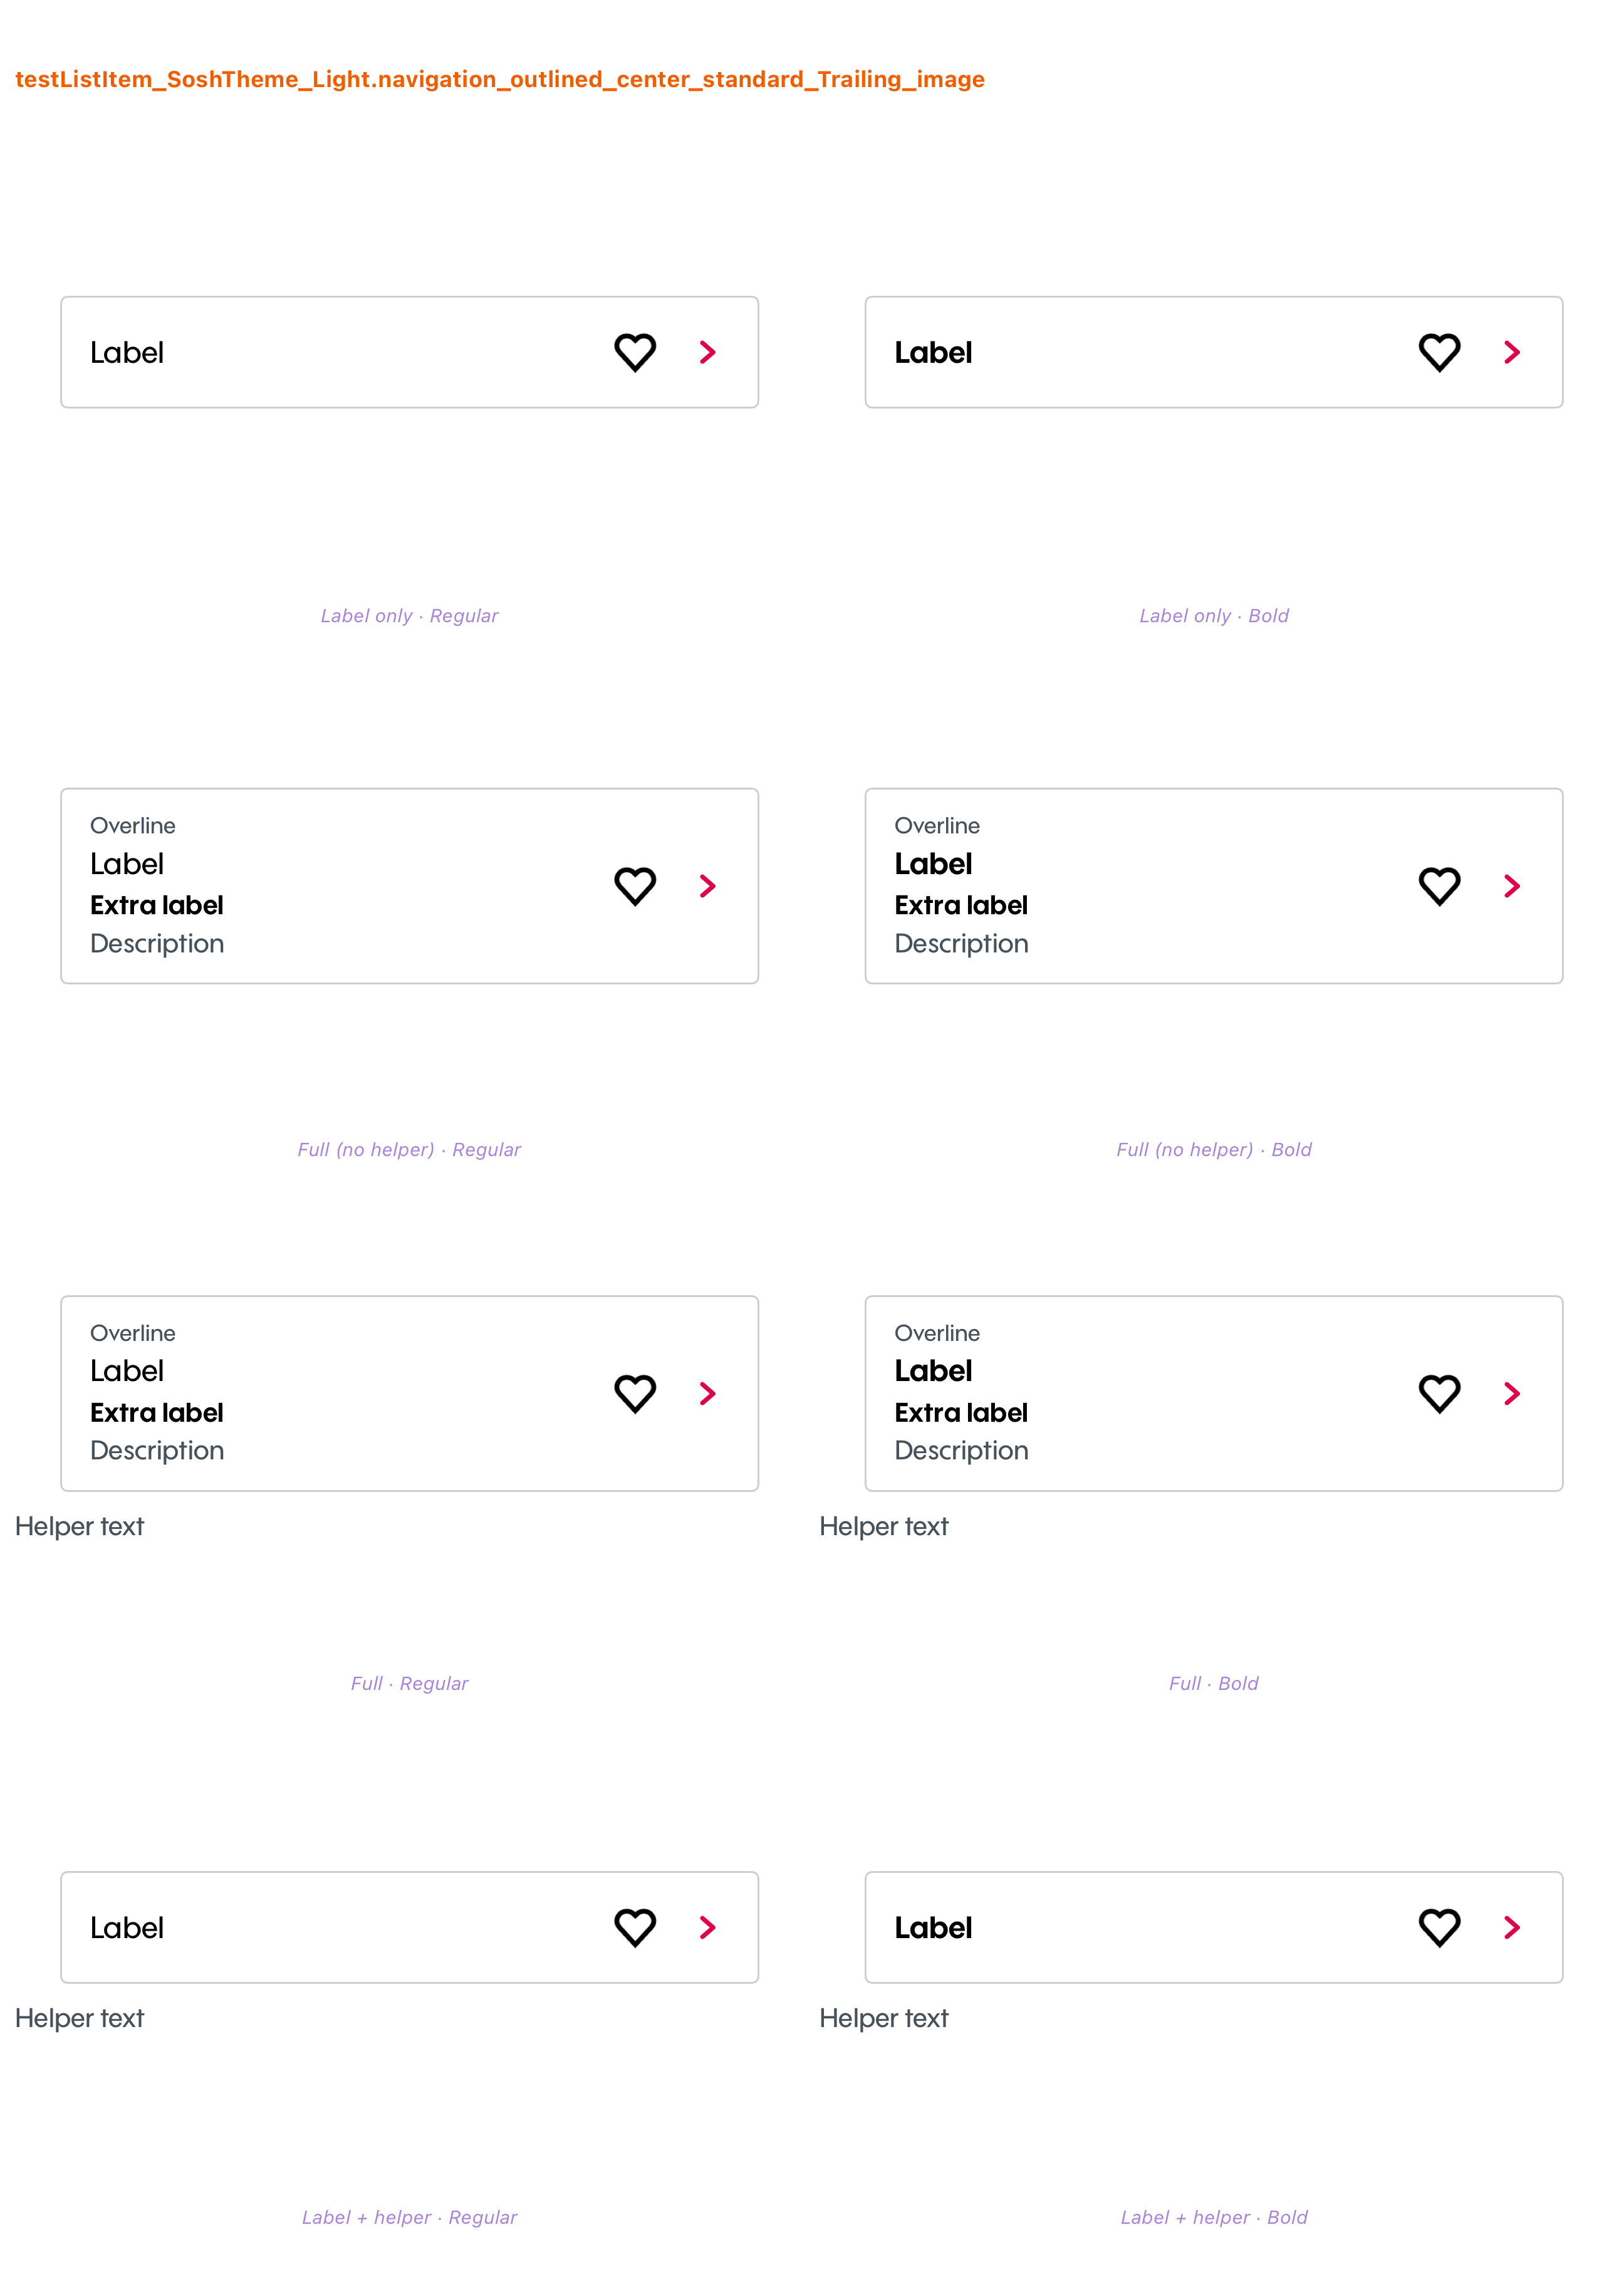 testListItem_SoshTheme_Light.navigation_outlined_center_standard_Trailing_image
Label
Label
Label only · Regular
Label only · Bold
Overline
Label
Extra label
Description
Overline
Label
Extra label
Description
Full (no helper) · Regular
Full (no helper) · Bold
Overline
Label
Extra label
Description
Helper text
Overline
Label
Extra label
Description
Helper text
Full · Regular
Full · Bold
Label
Helper text
Label
Helper text
Label + helper · Regular
Label + helper · Bold